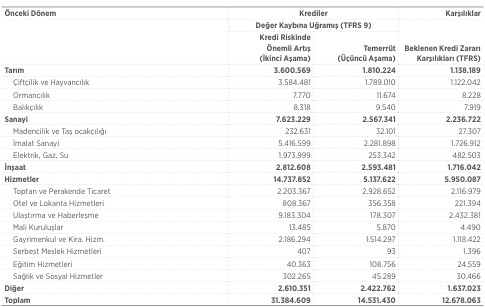 Önceki Dönem Krediler Karşılıklar
Değer Kaybına Uğramış (TFRS 9)
Kredi Riskinde
Önemli Artış Temerrüt Beklenen Kredi Zararı
(İkinci Aşama) (Üçüncü Aşama) Karşılıkları (TFRS)
Tarım 3.600.569 1.810.224 1.138.189
Çiftçilik ve Hayvancılık 3.584.481 1.789.010 1.122.042
Ormancılık 7.770 11.674 8.228
Balıkçılık 8.318 9.540 7.919
Sanayi 7.623.229 2.567.341 2.236.722
Madencilik ve Taş ocakçılığı 232.631 32.101 27.307
İmalat Sanayi 5.416.599 2.281.898 1.726.912
Elektrik, Gaz, Su 1.973.999 253.342 482.503
İnşaat 2.812.608 2.593.481 1.716.042
Hizmetler 14.737.852 5.137.622 5.950.087
Toptan ve Perakende Ticaret 2.203.367 2.928.652 2.116.979
Otel ve Lokanta Hizmetleri 808.367 356.358 221.394
Ulaştırma ve Haberleşme 9.183.304 178.307 2.432.381
Mali Kuruluşlar 13.485 5.870 4.490
Gayrimenkul ve Kira. Hizm. 2.186.294 1.514.297 1.118.422
Serbest Meslek Hizmetleri 407 93 1.396
Eğitim Hizmetleri 40.363 108.756 24.559
Sağlık ve Sosyal Hizmetler 302.265 45.289 30.466
Diğer 2.610.351 2.422.762 1.637.023
Toplam 31.384.609 14.531.430 12.678.063